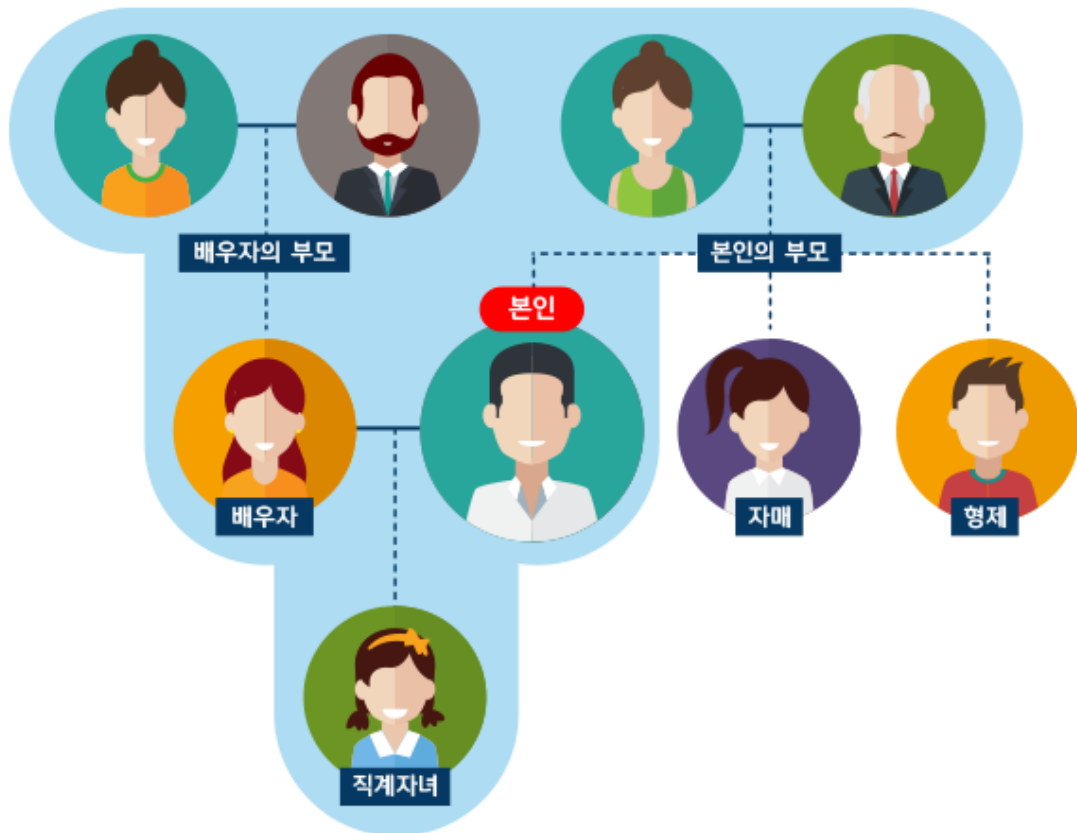 배우자의 부모
본인의 부모
본인
배우자
자매
형제
직계자녀